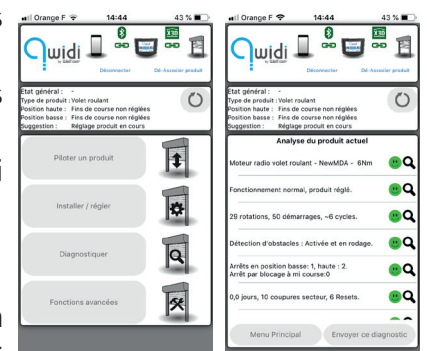 Orange F 14:44 43 %
Qwidi
by SIMFcom
X3D
Déconnecter Dé-Associer produit
Etat général : -
Type de produit : Volet roulant
Position haute : Fins de course non réglées
Position basse : Fins de course non réglées
Suggestion : Réglage produit en cours
Piloter un produit
Installer / régler
Diagnostiquer
Fonctions avancées
Orange F 14:44 43 %
Qwidi
X3D
Déconnecter Dé-Associer produit
Etat général : -
Type de produit : Volet roulant
Position haute : Fins de course non réglées
Position basse : Fins de course non réglées
Suggestion : Réglage produit en cours
Analyse du produit actuel
Moteur radio volet roulant - NewMDA - 6Nm
Fonctionnement normal, produit réglé.
29 rotations, 50 démarrages, ~6 cycles.
Détection d'obstacles : Activée et en rodage.
Arrêts en position basse: 1, haute : 2.
Arrêt par blocage à mi course:0
0,0 jours, 10 coupures secteur, 6 Resets.
Menu Principal Envoyer ce diagnostic